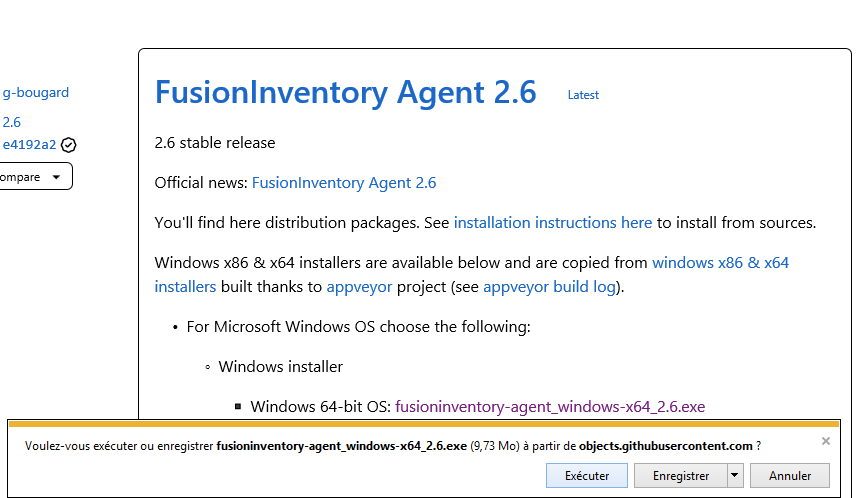 FusionInventory Agent 2.6 Latest
g-bougard
2.6
e4192a2
ompare
2.6 stable release
Official news: FusionInventory Agent 2.6
You'll find here distribution packages. See installation instructions here to install from sources.
Windows x86 & x64 installers are available below and are copied from windows x86 & x64
installers built thanks to appveyor project (see appveyor build log).
• For Microsoft Windows OS choose the following:
◦ Windows installer
▪ Windows 64-bit OS: fusioninventory-agent_windows-x64_2.6.exe
Voulez-vous exécuter ou enregistrer fusioninventory-agent_windows-x64_2.6.exe (9,73 Mo) à partir de objects.githubusercontent.com ?
Exécuter Enregistrer Annuler